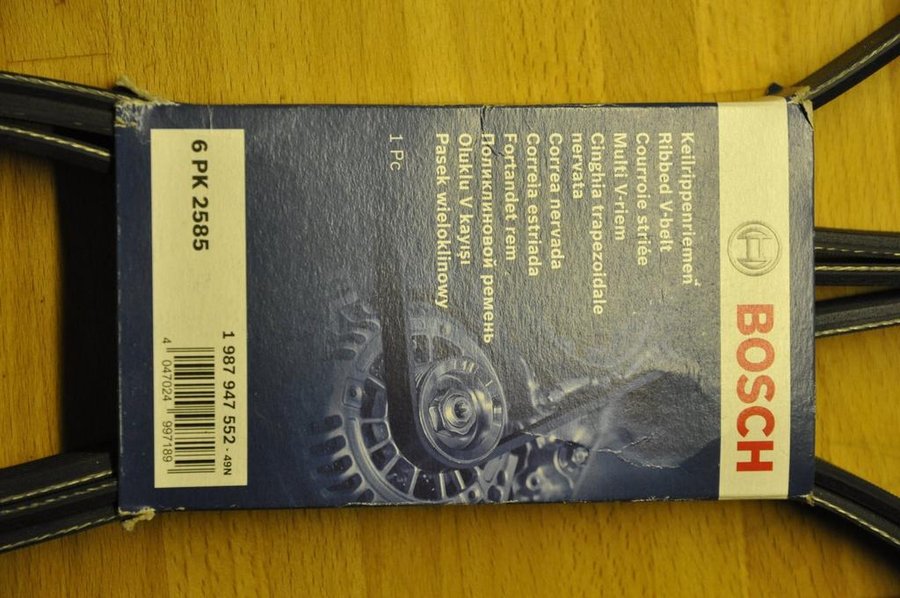 BOSCH
Keilrippenriemen
Ribbed V-belt
Courroie striée
Multi V-riem
Cinghia trapezoidale
nervata
Correa nervada
Correia estriada
Fortandet rem
Поликлиновой ремень
Oluklu V kayışı
Pasek wieloklinowy
1 Pc
6 PK 2585
1 987 947 552 - 49N
4 047024 997189